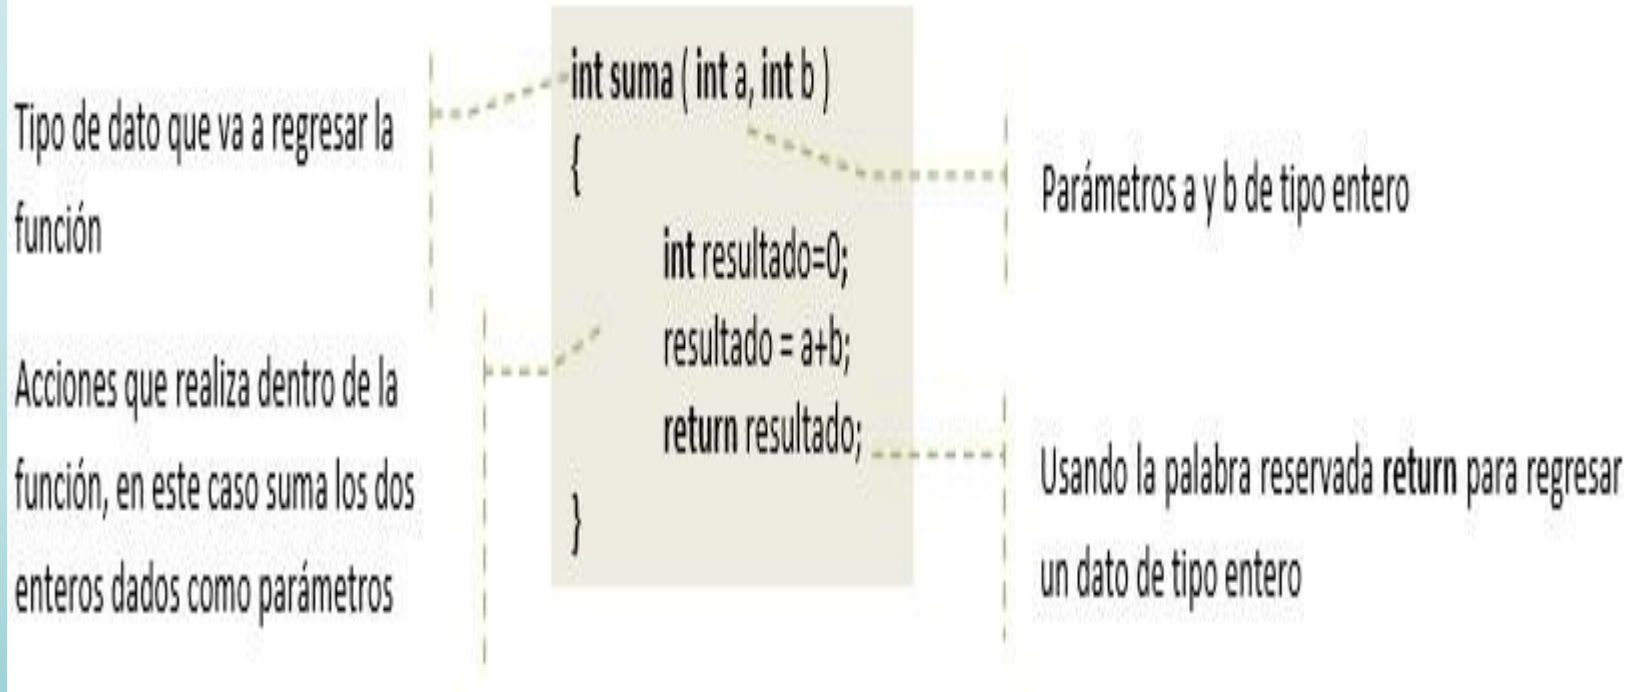 Tipo de dato que va a regresar la
función
Acciones que realiza dentro de la
función, en este caso suma los dos
enteros dados como parámetros
int suma ( int a, int b )
{
int resultado=0;
resultado = a+b;
return resultado;
}
Parámetros a y b de tipo entero
Usando la palabra reservada return para regresar
un dato de tipo entero